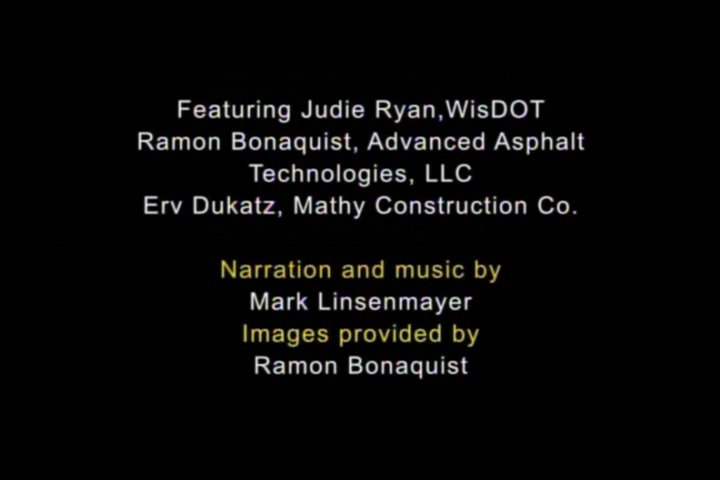 Featuring Judie Ryan,WisDOT
Ramon Bonaquist, Advanced Asphalt
Technologies, LLC
Erv Dukatz, Mathy Construction Co.
Narration and music by
Mark Linsenmayer
Images provided by
Ramon Bonaquist